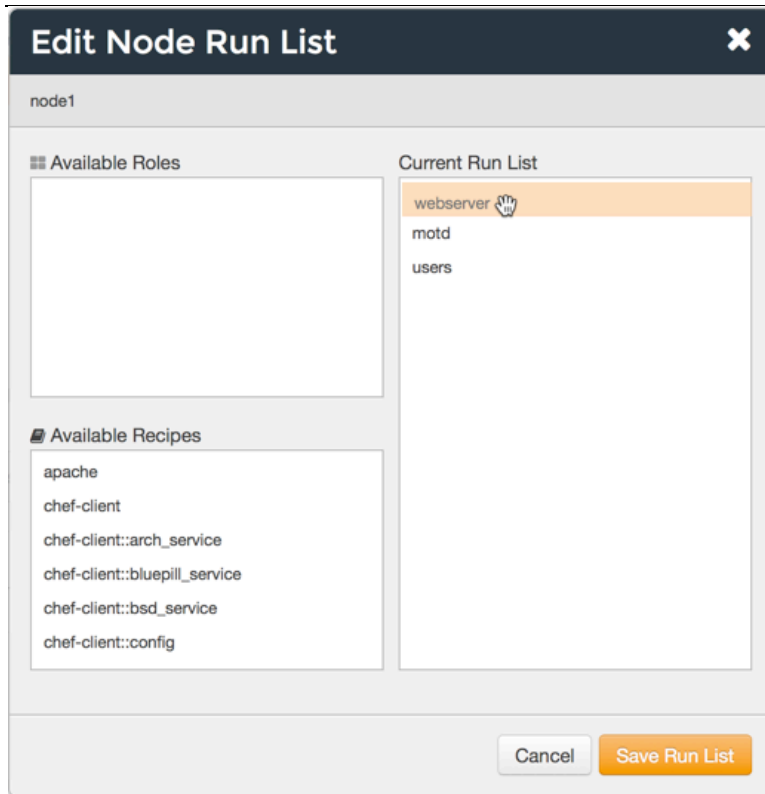 Edit Node Run List
node1
Available Roles
Current Run List
webserver
motd
users
Available Recipes
apache
chef-client
chef-client::arch_service
chef-client::bluepill_service
chef-client::bsd_service
chef-client::config
Cancel
Save Run List